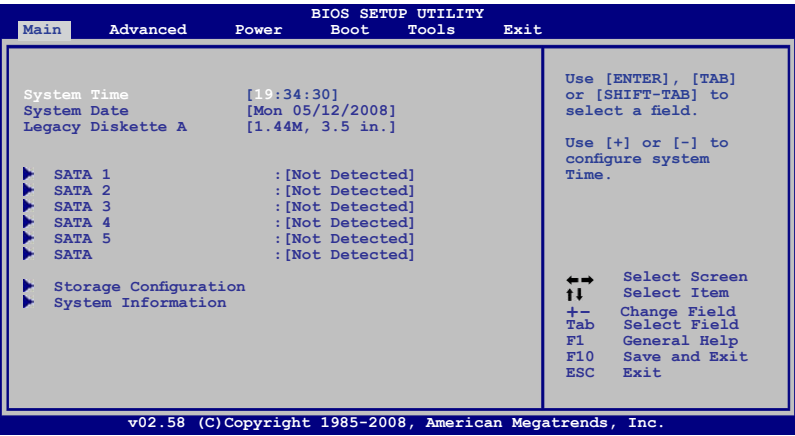 BIOS SETUP UTILITY
Main Advanced Power Boot Tools Exit
System Time [19:34:30]
System Date [Mon 05/12/2008]
Legacy Diskette A [1.44M, 3.5 in.]
SATA 1 :[Not Detected]
SATA 2 :[Not Detected]
SATA 3 :[Not Detected]
SATA 4 :[Not Detected]
SATA 5 :[Not Detected]
SATA :[Not Detected]
Storage Configuration
System Information
Use [ENTER], [TAB]
or [SHIFT-TAB] to
select a field.
Use [+] or [-] to
configure system
Time.
←→ Select Screen
↑↓ Select Item
+- Change Field
Tab Select Field
F1 General Help
F10 Save and Exit
ESC Exit
v02.58 (C)Copyright 1985-2008, American Megatrends, Inc.